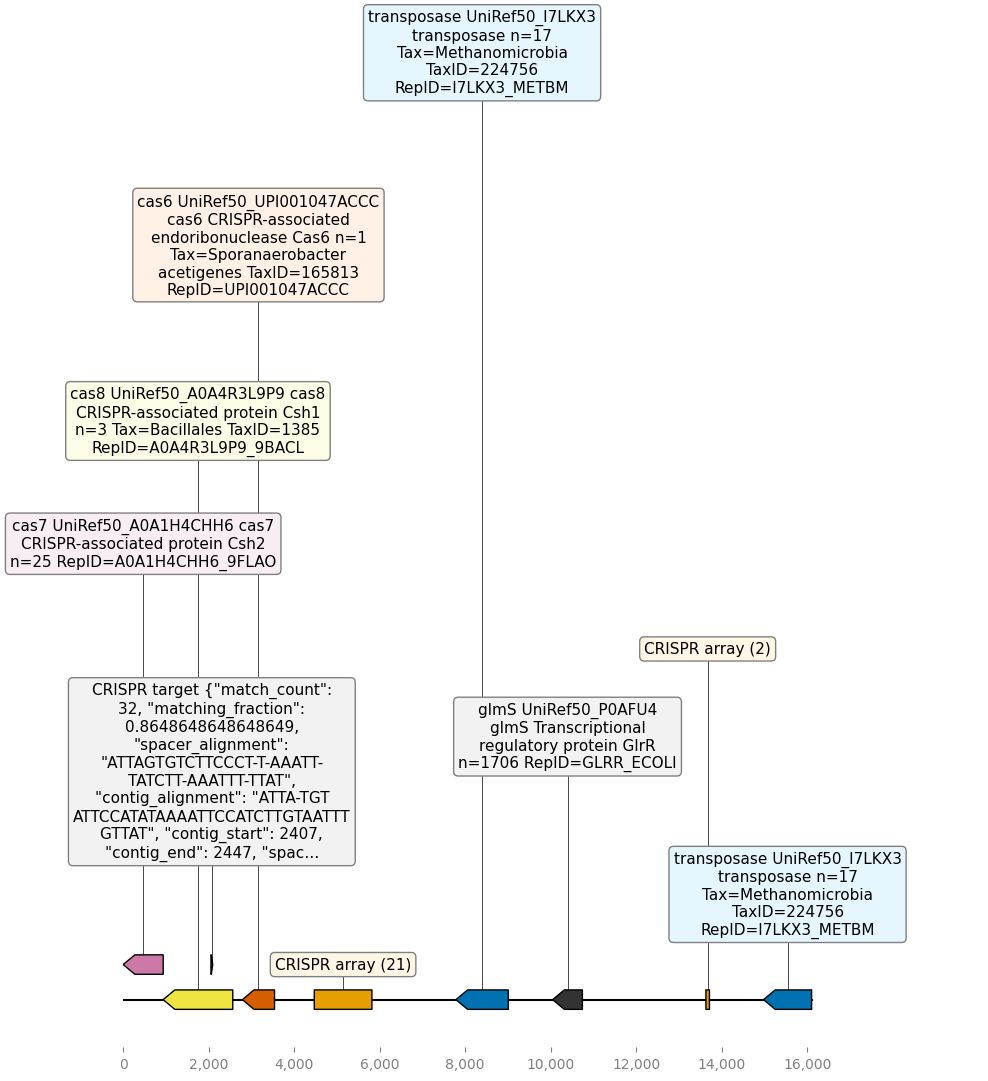 transposase UniRef50_I7LKX3
transposase n=17
Tax=Methanomicrobia
TaxID=224756
RepID=I7LKX3_METBM
cas6 UniRef50_UPI001047ACCC
cas6 CRISPR-associated
endoribonuclease Cas6 n=1
Tax=Sporanaerobacter
acetigenes TaxID=165813
RepID=UPI001047ACCC
cas8 UniRef50_A0A4R3L9P9 cas8
CRISPR-associated protein Csh1
n=3 Tax=Bacillales TaxID=1385
RepID=A0A4R3L9P9_9BACL
cas7 UniRef50_A0A1H4CHH6 cas7
CRISPR-associated protein Csh2
n=25 RepID=A0A1H4CHH6_9FLAO
CRISPR array (2)
CRISPR target {"match_count":
32, "matching_fraction":
0.8648648648648649,
"spacer_alignment":
"ATTAGTGTCTTCCCT-T-AAATT-
TATCTT-AAATTT-TTAT",
"contig_alignment": "ATTA-TGT
ATTCCATATAAAATTCCATCTTGTAATTT
GTTAT", "contig_start": 2407,
"contig_end": 2447, "spac...
glmS UniRef50_P0AFU4
glmS Transcriptional
regulatory protein GlrR
n=1706 RepID=GLRR_ECOLI
transposase UniRef50_I7LKX3
transposase n=17
Tax=Methanomicrobia
TaxID=224756
RepID=I7LKX3_METBM
CRISPR array (21)
0
2,000
4,000
6,000
8,000
10,000
12,000
14,000
16,000